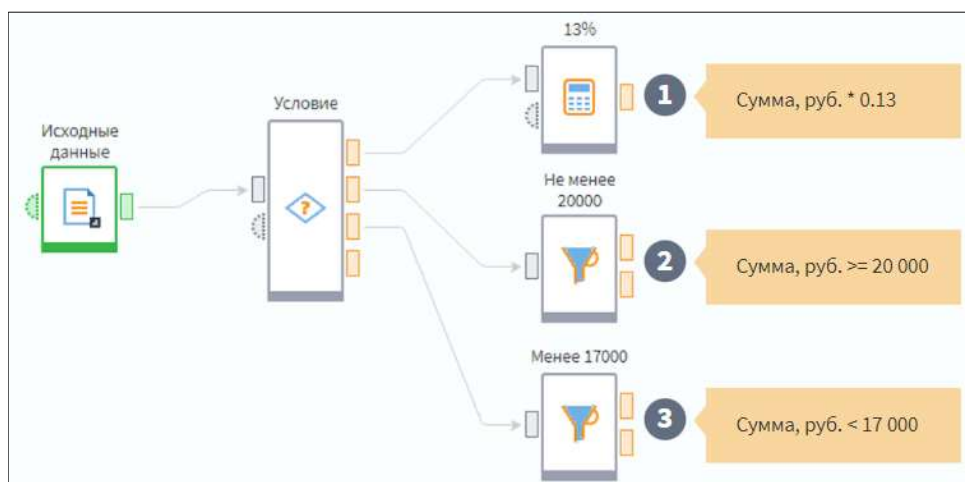 13%
1
Сумма, руб. * 0.13
Условие
Исходные
данные
?
Не менее
20000
2
Сумма, руб. >= 20 000
Менее 17000
3
Сумма, руб. < 17 000